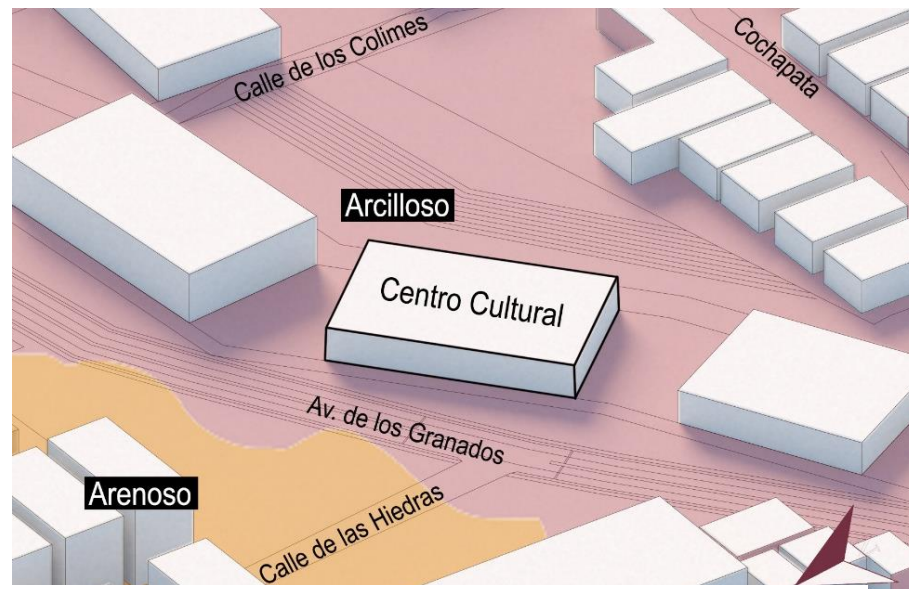 Calle de los Colimes
Cochapata
Arcilloso
Centro Cultural
Av. de los Granados
Arenoso
Calle de las Hiedras